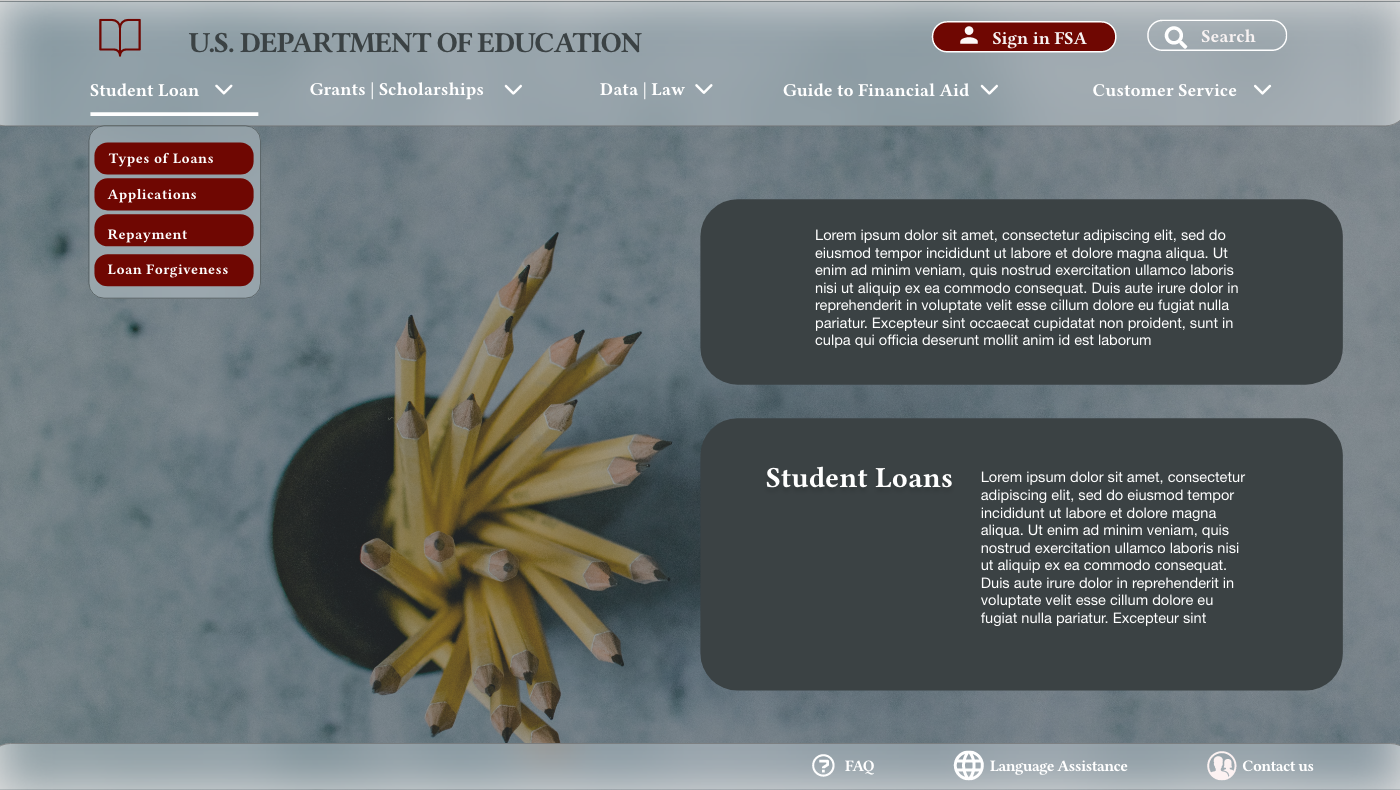 U.S. DEPARTMENT OF EDUCATION
Sign in FSA
Search
Student Loan
Grants | Scholarships
Data | Law
Guide to Financial Aid
Customer Service
Types of Loans
Applications
Repayment
Loan Forgiveness
Lorem ipsum dolor sit amet, consectetur adipiscing elit, sed do
eiusmod tempor incididunt ut labore et dolore magna aliqua. Ut
enim ad minim veniam, quis nostrud exercitation ullamco laboris
nisi ut aliquip ex ea commodo consequat. Duis aute irure dolor in
reprehenderit in voluptate velit esse cillum dolore eu fugiat nulla
pariatur. Excepteur sint occaecat cupidatat non proident, sunt in
culpa qui officia deserunt mollit anim id est laborum
Student Loans
Lorem ipsum dolor sit amet, consectetur
adipiscing elit, sed do eiusmod tempor
incididunt ut labore et dolore magna
aliqua. Ut enim ad minim veniam, quis
nostrud exercitation ullamco laboris nisi
ut aliquip ex ea commodo consequat.
Duis aute irure dolor in reprehenderit in
voluptate velit esse cillum dolore eu
fugiat nulla pariatur. Excepteur sint
FAQ
Language Assistance
Contact us